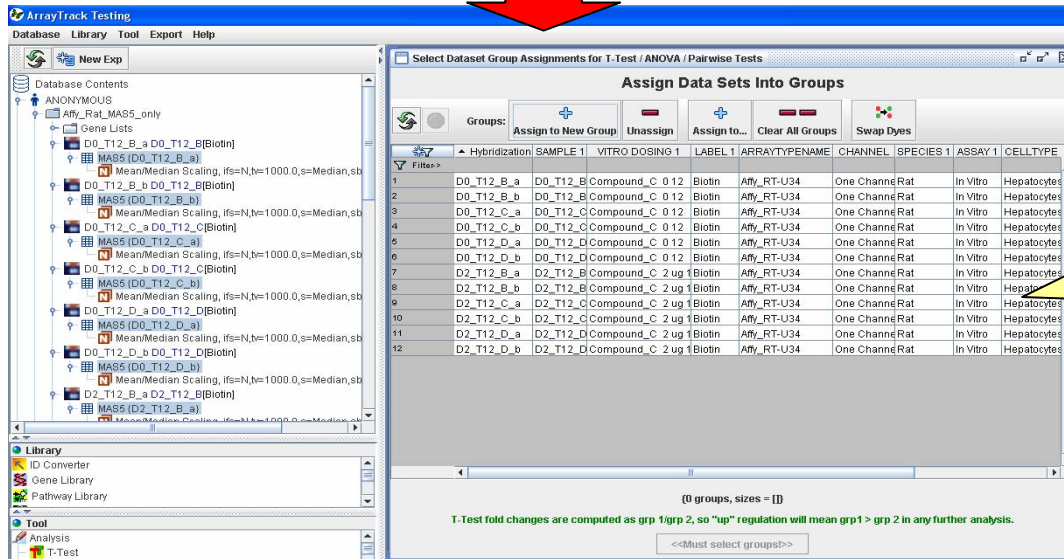 ArrayTrack Testing
Database Library Tool Export Help
New Exp
Database Contents
ANONYMOUS
Affy_Rat_MAS5_only
Gene Lists
D0_T12_B_a D0_T12_B[Biotin]
MAS5 {D0_T12_B_a}
Mean/Median Scaling, ifs=N,tv=1000.0,s=Median,sb
D0_T12_B_b D0_T12_B[Biotin]
MAS5 {D0_T12_B_b}
Mean/Median Scaling, ifs=N,tv=1000.0,s=Median,sb
D0_T12_C_a D0_T12_C[Biotin]
MAS5 {D0_T12_C_a}
Mean/Median Scaling, ifs=N,tv=1000.0,s=Median,sb
D0_T12_C_b D0_T12_C[Biotin]
MAS5 {D0_T12_C_b}
Mean/Median Scaling, ifs=N,tv=1000.0,s=Median,sb
D0_T12_D_a D0_T12_D[Biotin]
MAS5 {D0_T12_D_a}
Mean/Median Scaling, ifs=N,tv=1000.0,s=Median,sb
D0_T12_D_b D0_T12_D[Biotin]
MAS5 {D0_T12_D_b}
Mean/Median Scaling, ifs=N,tv=1000.0,s=Median,sb
D2_T12_B_a D2_T12_B[Biotin]
MAS5 {D2_T12_B_a}
Library
ID Converter
Gene Library
Pathway Library
Tool
Analysis
T-Test
Select Dataset Group Assignments for T-Test / ANOVA / Pairwise Tests
Assign Data Sets Into Groups
Groups: Assign to New Group Unassign Assign to... Clear All Groups Swap Dyes
Hybridization SAMPLE 1 VITRO DOSING 1 LABEL 1 ARRAYTYPENAME CHANNEL SPECIES 1 ASSAY 1 CELLTYPE
Filter>
1 D0_T12_B_a D0_T12_B Compound_C 0 12 Biotin Affy_RT-U34 One Channe Rat In Vitro Hepatocytes
2 D0_T12_B_b D0_T12_B Compound_C 0 12 Biotin Affy_RT-U34 One Channe Rat In Vitro Hepatocytes
3 D0_T12_C_a D0_T12_C Compound_C 0 12 Biotin Affy_RT-U34 One Channe Rat In Vitro Hepatocytes
4 D0_T12_C_b D0_T12_C Compound_C 0 12 Biotin Affy_RT-U34 One Channe Rat In Vitro Hepatocytes
5 D0_T12_D_a D0_T12_D Compound_C 0 12 Biotin Affy_RT-U34 One Channe Rat In Vitro Hepatocytes
6 D0_T12_D_b D0_T12_D Compound_C 0 12 Biotin Affy_RT-U34 One Channe Rat In Vitro Hepatocytes
7 D2_T12_B_a D2_T12_B Compound_C 2 ug 1 Biotin Affy_RT-U34 One Channe Rat In Vitro Hepatocytes
8 D2_T12_B_b D2_T12_B Compound_C 2 ug 1 Biotin Affy_RT-U34 One Channe Rat In Vitro
9 D2_T12_C_a D2_T12_C Compound_C 2 ug 1 Biotin Affy_RT-U34 One Channe Rat In Vitro Hepatocytes
10 D2_T12_C_b D2_T12_C Compound_C 2 ug 1 Biotin Affy_RT-U34 One Channe Rat In Vitro Hepatocytes
11 D2_T12_D_a D2_T12_D Compound_C 2 ug 1 Biotin Affy_RT-U34 One Channe Rat In Vitro Hepatocytes
12 D2_T12_D_b D2_T12_D Compound_C 2 ug 1 Biotin Affy_RT-U34 One Channe Rat In Vitro Hepatocytes
{0 groups, sizes = []}
T-Test fold changes are computed as grp 1/grp 2, so "up" regulation will mean grp1 > grp 2 in any further analysis.
<<Must select groups!>>